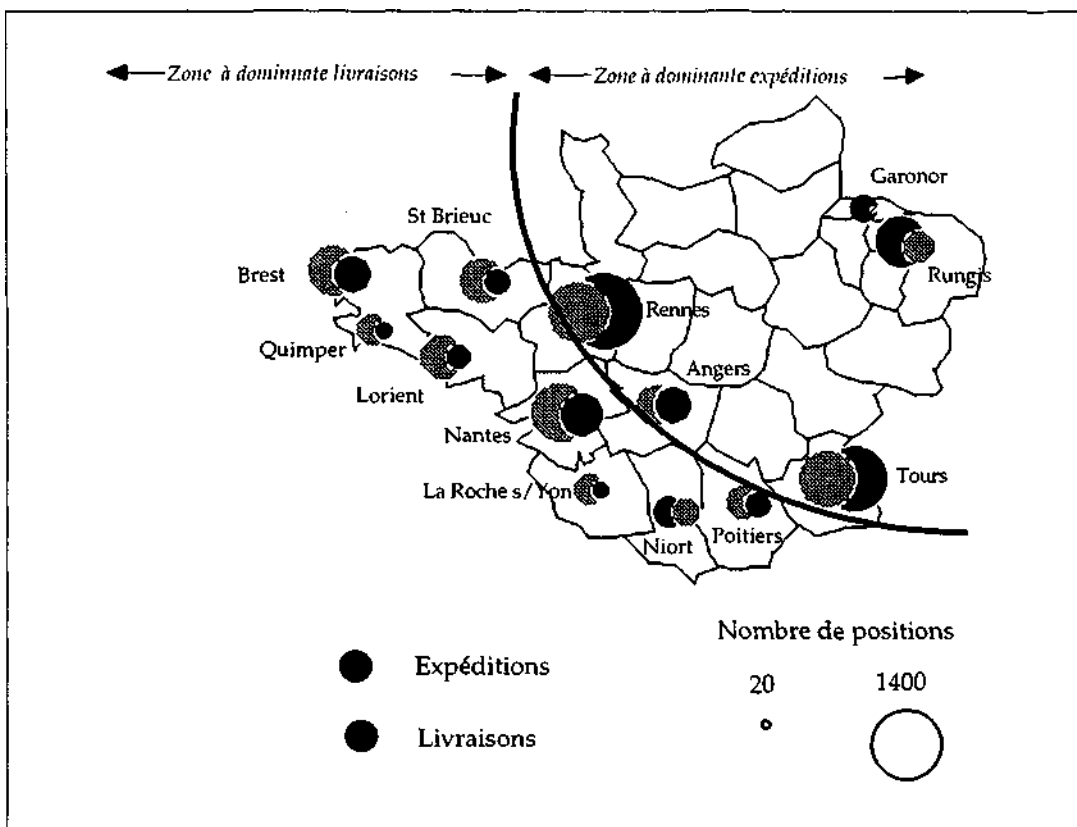 Zone à dominnate livraisons
Zone à dominante expéditions
Garonor
St Brieuc
Brest
Rungis
Rennes
Quimper
Angers
Lorient
Nantes
Tours
La Roche s/Yon
Poitiers
Niort
Nombre de positions
Expéditions
20
1400
Livraisons